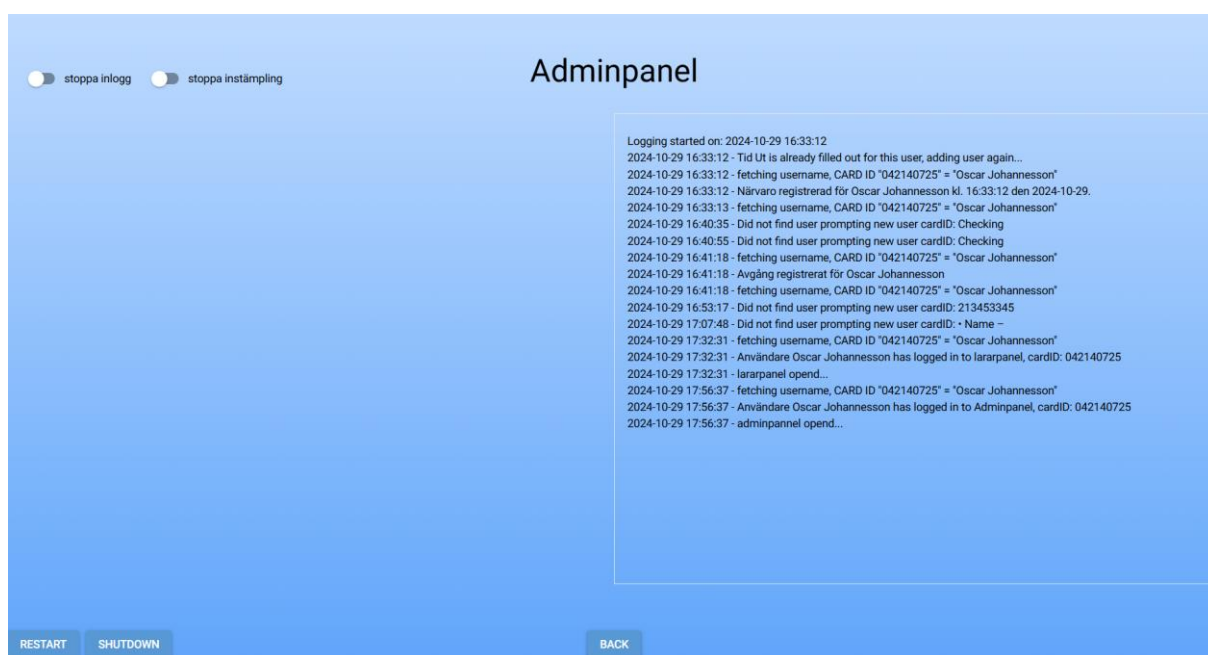 Adminpanel
stoppa inlogg
stoppa instämpling
Logging started on: 2024-10-29 16:33:12
2024-10-29 16:33:12 - Tid Ut is already filled out for this user, adding user again...
2024-10-29 16:33:12 - fetching username, CARD ID "042140725" = "Oscar Johannesson"
2024-10-29 16:33:12 - Närvaro registrerad för Oscar Johannesson kl. 16:33:12 den 2024-10-29.
2024-10-29 16:33:13 - fetching username, CARD ID "042140725" = "Oscar Johannesson"
2024-10-29 16:40:35 - Did not find user prompting new user cardID: Checking
2024-10-29 16:40:55 - Did not find user prompting new user cardID: Checking
2024-10-29 16:41:18 - fetching username, CARD ID "042140725" = "Oscar Johannesson"
2024-10-29 16:41:18 - Avgång registrerat för Oscar Johannesson
2024-10-29 16:41:18 - fetching username, CARD ID "042140725" = "Oscar Johannesson"
2024-10-29 16:53:17 - Did not find user prompting new user cardID: 213453345
2024-10-29 17:07:48 - Did not find user prompting new user cardID: • Name –
2024-10-29 17:32:31 - fetching username, CARD ID "042140725" = "Oscar Johannesson"
2024-10-29 17:32:31 - Användare Oscar Johannesson has logged in to lararpanel, cardID: 042140725
2024-10-29 17:32:31 - lararpanel opend...
2024-10-29 17:56:37 - fetching username, CARD ID "042140725" = "Oscar Johannesson"
2024-10-29 17:56:37 - Användare Oscar Johannesson has logged in to Adminpanel, cardID: 042140725
2024-10-29 17:56:37 - adminpannel opend...
RESTART
SHUTDOWN
BACK